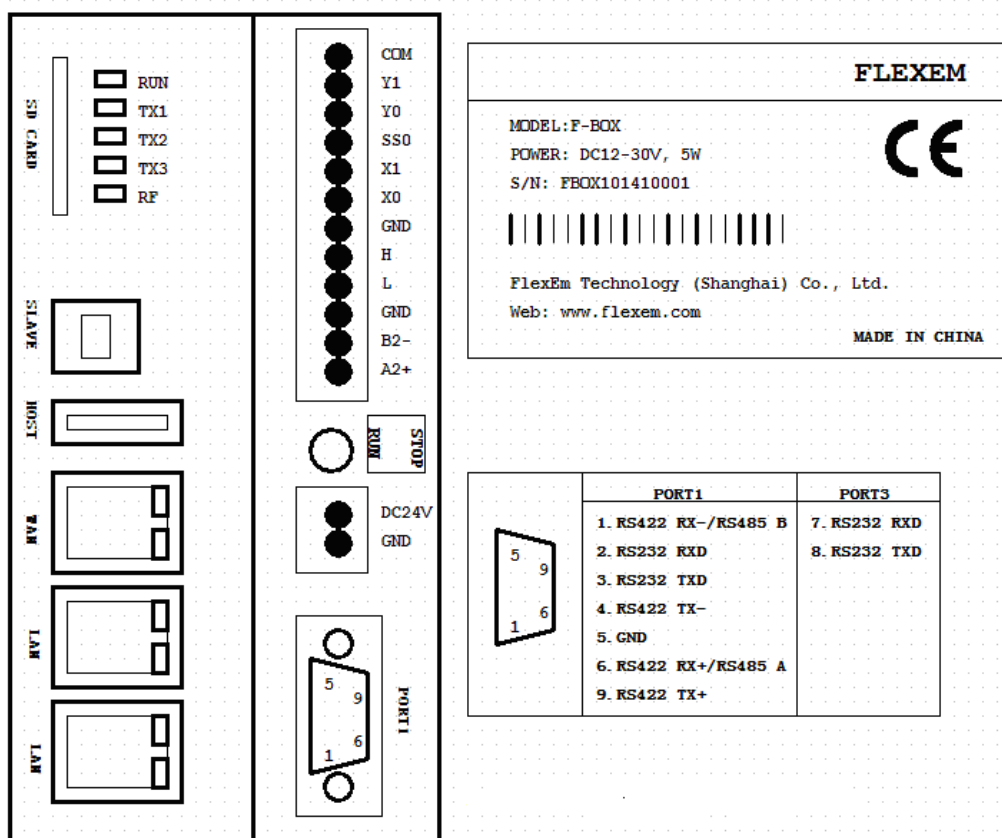 SD CARD
RUN
TX1
TX2
TX3
RF
SLAVE
HOST
WAN
LAN
LAN
COM
Y1
Y0
SS0
X1
X0
GND
H
L
GND
B2-
A2+
RUN
STOP
DC24V
GND
5
9
6
1
PORT1
FLEXEM
MODEL:F-BOX
POWER: DC12-30V, 5W
S/N: FBOX101410001
CE
FlexEm Technology (Shanghai) Co., Ltd.
Web: www.flexem.com
MADE IN CHINA
5
9
6
1
PORT1
1. RS422 RX-/RS485 B
2. RS232 RXD
3. RS232 TXD
4. RS422 TX-
5. GND
6. RS422 RX+/RS485 A
9. RS422 TX+
PORT3
7. RS232 RXD
8. RS232 TXD